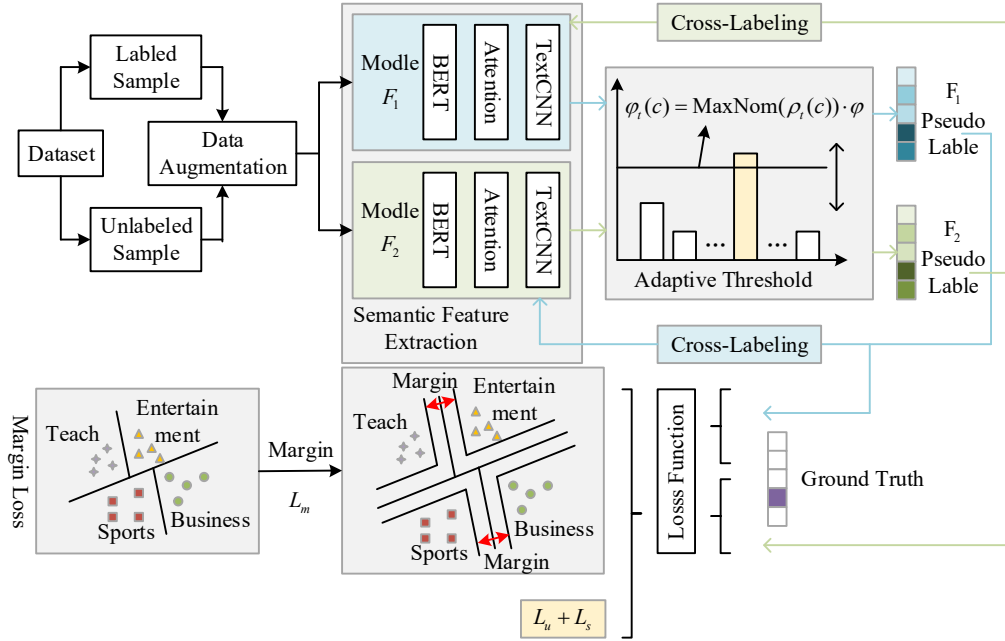 Labled
Sample
Dataset
Data
Augmentation
Unlabeled
Sample
Modle
F₁
BERT
Attention
TextCNN
Modle
F₂
BERT
Attention
TextCNN
Semantic Feature
Extraction
Cross-Labeling
φₜ(c) = MaxNom(ρₜ(c))·φ
...
...
Adaptive Threshold
F₁
Pseudo
Lable
F₂
Pseudo
Lable
Cross-Labeling
Margin Loss
Teach
Entertain
ment
Sports
Business
Margin
Lₘ
Margin
Teach
Entertain
ment
Sports
Business
Margin
Lᵤ + Lₛ
Losss Function
Ground Truth